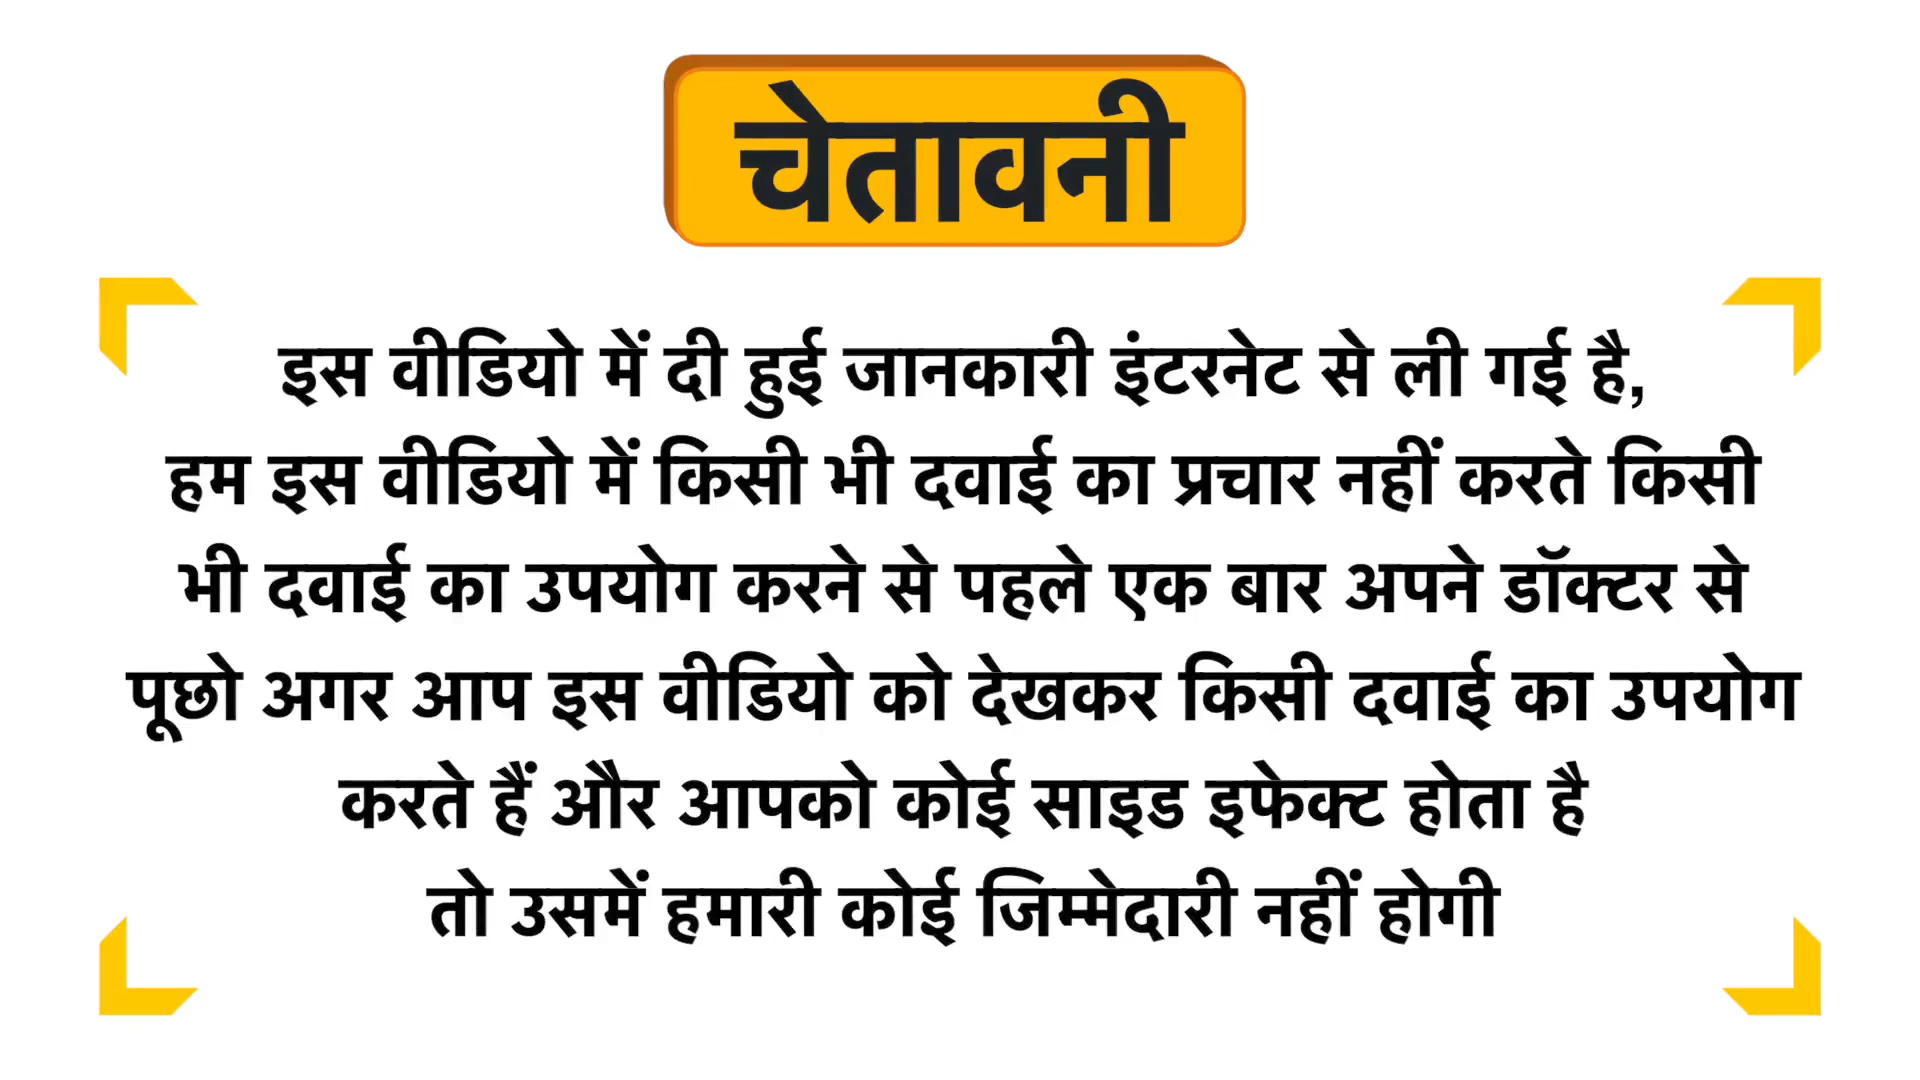 चेतावनी
इस वीडियो में दी हुई जानकारी इंटरनेट से ली गई है,
हम इस वीडियो में किसी भी दवाई का प्रचार नहीं करते किसी
भी दवाई का उपयोग करने से पहले एक बार अपने डॉक्टर से
पूछो अगर आप इस वीडियो को देखकर किसी दवाई का उपयोग
करते हैं और आपको कोई साइड इफेक्ट होता है
तो उसमें हमारी कोई जिम्मेदारी नहीं होगी